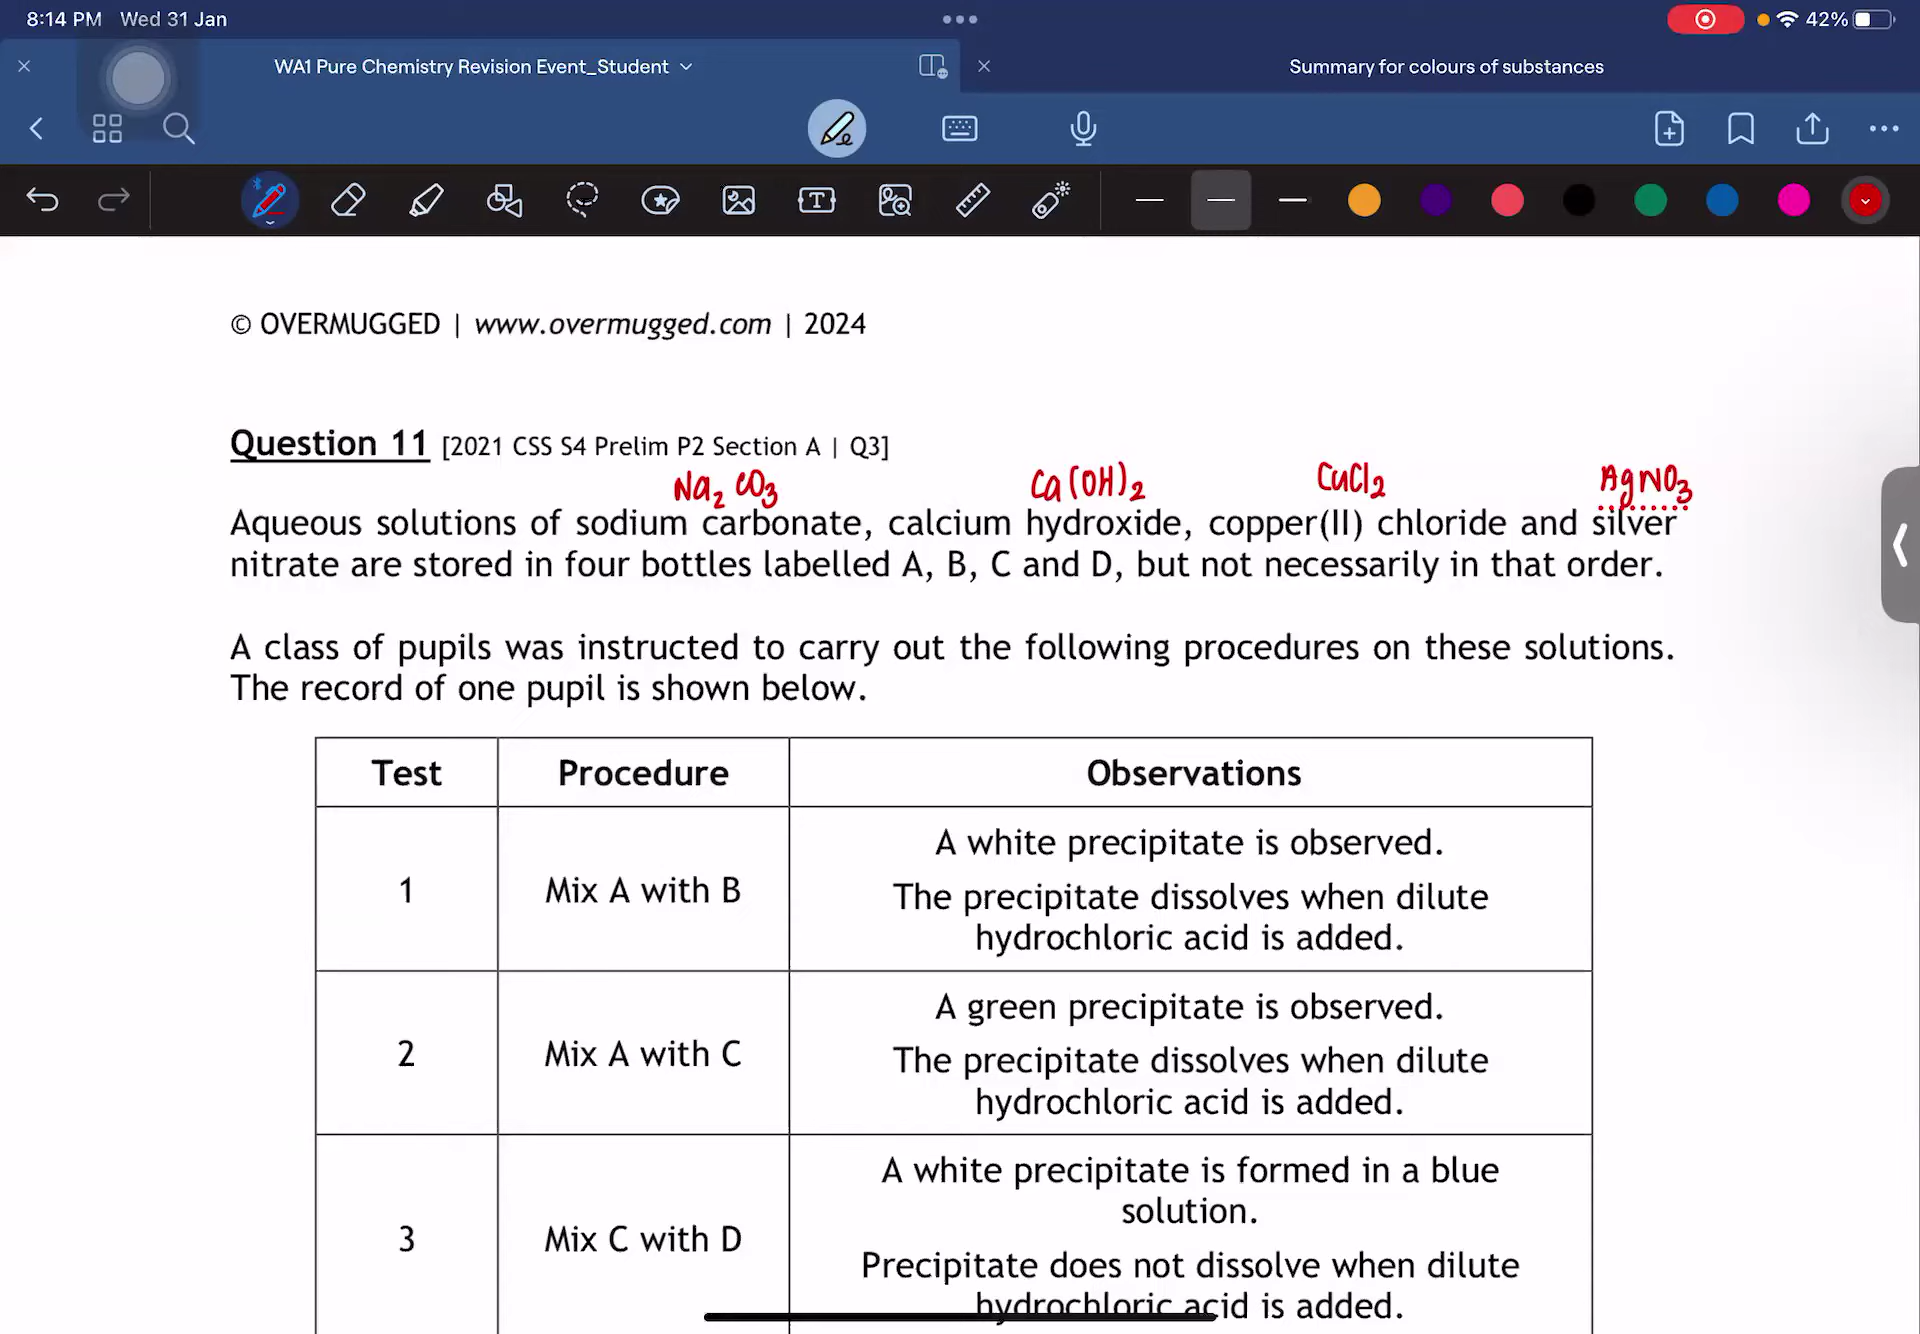 8:14 PM Wed 31 Jan
42%
WA1 Pure Chemistry Revision Event_Student
Summary for colours of substances
© OVERMUGGED | www.overmugged.com | 2024
Question 11 [2021 CSS S4 Prelim P2 Section A | Q3]
Na2CO3 Ca(OH)2 CuCl2 AgNO3
Aqueous solutions of sodium carbonate, calcium hydroxide, copper(II) chloride and silver
nitrate are stored in four bottles labelled A, B, C and D, but not necessarily in that order.
A class of pupils was instructed to carry out the following procedures on these solutions.
The record of one pupil is shown below.
Test Procedure Observations
1 Mix A with B
A white precipitate is observed.
The precipitate dissolves when dilute
hydrochloric acid is added.
2 Mix A with C
A green precipitate is observed.
The precipitate dissolves when dilute
hydrochloric acid is added.
3 Mix C with D
A white precipitate is formed in a blue
solution.
Precipitate does not dissolve when dilute
hydrochloric acid is added.